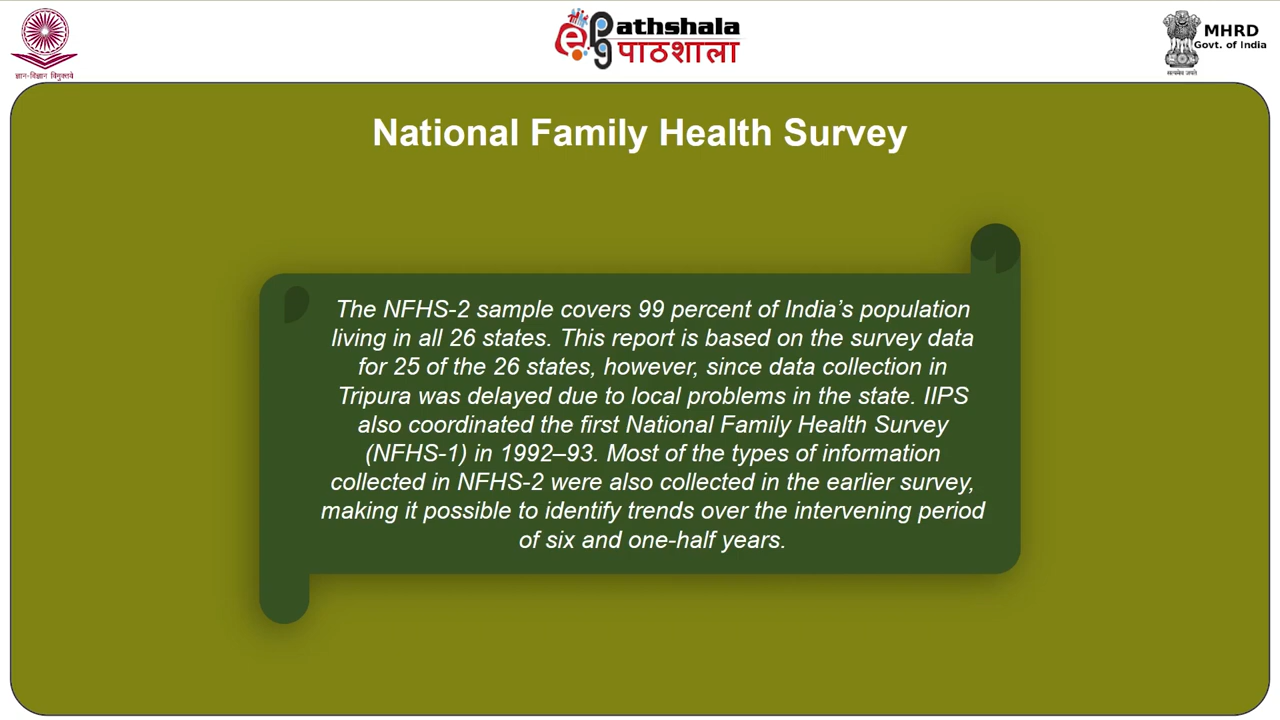 ज्ञान-विज्ञान विमुक्तये
ePathshala
पाठशाला
MHRD
Govt. of India
सत्यमेव जयते
National Family Health Survey
The NFHS-2 sample covers 99 percent of India’s population
living in all 26 states. This report is based on the survey data
for 25 of the 26 states, however, since data collection in
Tripura was delayed due to local problems in the state. IIPS
also coordinated the first National Family Health Survey
(NFHS-1) in 1992–93. Most of the types of information
collected in NFHS-2 were also collected in the earlier survey,
making it possible to identify trends over the intervening period
of six and one-half years.